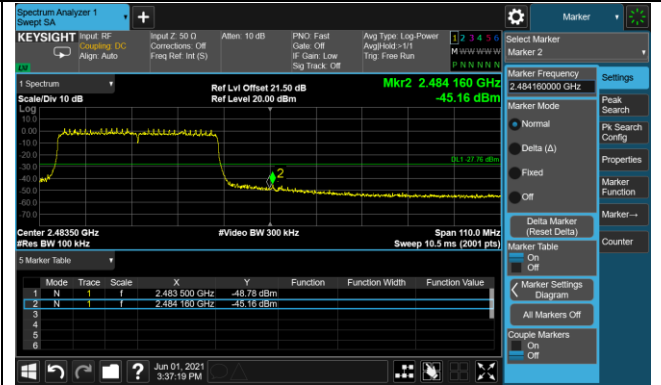 Spectrum Analyzer 1
Swept SA
+
Marker
KEYSIGHT Input: RF Input Z: 50 Ω Atten: 10 dB PNO: Fast Avg Type: Log-Power 1 2 3 4 5 6
Coupling: DC Corrections: Off Gate: Off Avg|Hold:>1/1 M W W W W W
Align: Auto Freq Ref: Int (S) IF Gain: Low Trig: Free Run
Sig Track: Off P N N N N N
Select Marker
Marker 2
1 Spectrum
Scale/Div 10 dB
Ref Lvl Offset 21.50 dB
Ref Level 20.00 dBm
Mkr2 2.484 160 GHz
-45.16 dBm
Log
10.0
0.00
-10.0
-20.0
-30.0
-40.0
-50.0
-60.0
-70.0
DL1 -27.76 dBm
2
Center 2.48350 GHz #Video BW 300 kHz Span 110.0 MHz
#Res BW 100 kHz Sweep 10.5 ms (2001 pts)
5 Marker Table
Mode Trace Scale X Y Function Function Width Function Value
1 N 1 f 2.483 500 GHz -48.78 dBm
2 N 1 f 2.484 160 GHz -45.16 dBm
3
4
5
6
Jun 01, 2021
3:37:19 PM
Marker Frequency
2.484160000 GHz
Marker Mode
Normal
Delta (Δ)
Fixed
Off
Delta Marker
(Reset Delta)
Marker Table
On
Off
Marker Settings
Diagram
All Markers Off
Couple Markers
On
Off
Settings
Peak
Search
Pk Search
Config
Properties
Marker
Function
Marker→
Counter